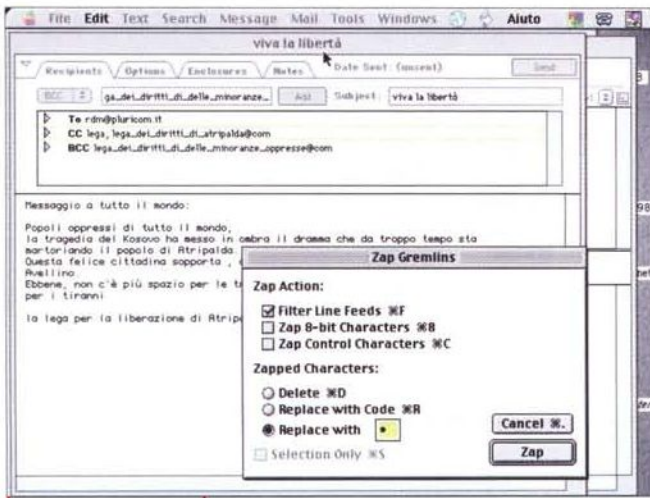 File Edit Text Search Message Mail Tools Windows Aiuto
viva la libertà
Recipients Options Enclosures Notes Date Sent (unsent) Send
BCC ga_dei_diritti_di_delle_minoranze_ Add Subject: viva la libertà
To rdm@pluricom.it
CC lega, lega_dei_diritti_di_atripalda@com
BCC lega_dei_diritti_di_delle_minoranze_oppresse@com
Messaggio a tutto il mondo:
Popoli oppressi di tutto il mondo,
la tragedia del Kosovo ha messo in ombra il dramma che da troppo tempo sta
martoriando il popolo di Atripalda.
Questa felice cittadina sopporta ,
Avellino.
Ebbene, non c'è più spazio per le
per i tiranni
la lega per la liberazione di
Zap Gremlins
Zap Action:
Filter Line Feeds ⌘F
Zap 8-bit Characters ⌘8
Zap Control Characters ⌘C
Zapped Characters:
Delete ⌘D
Replace with Code ⌘R
Replace with •
Selection Only ⌘S
Cancel ⌘.
Zap